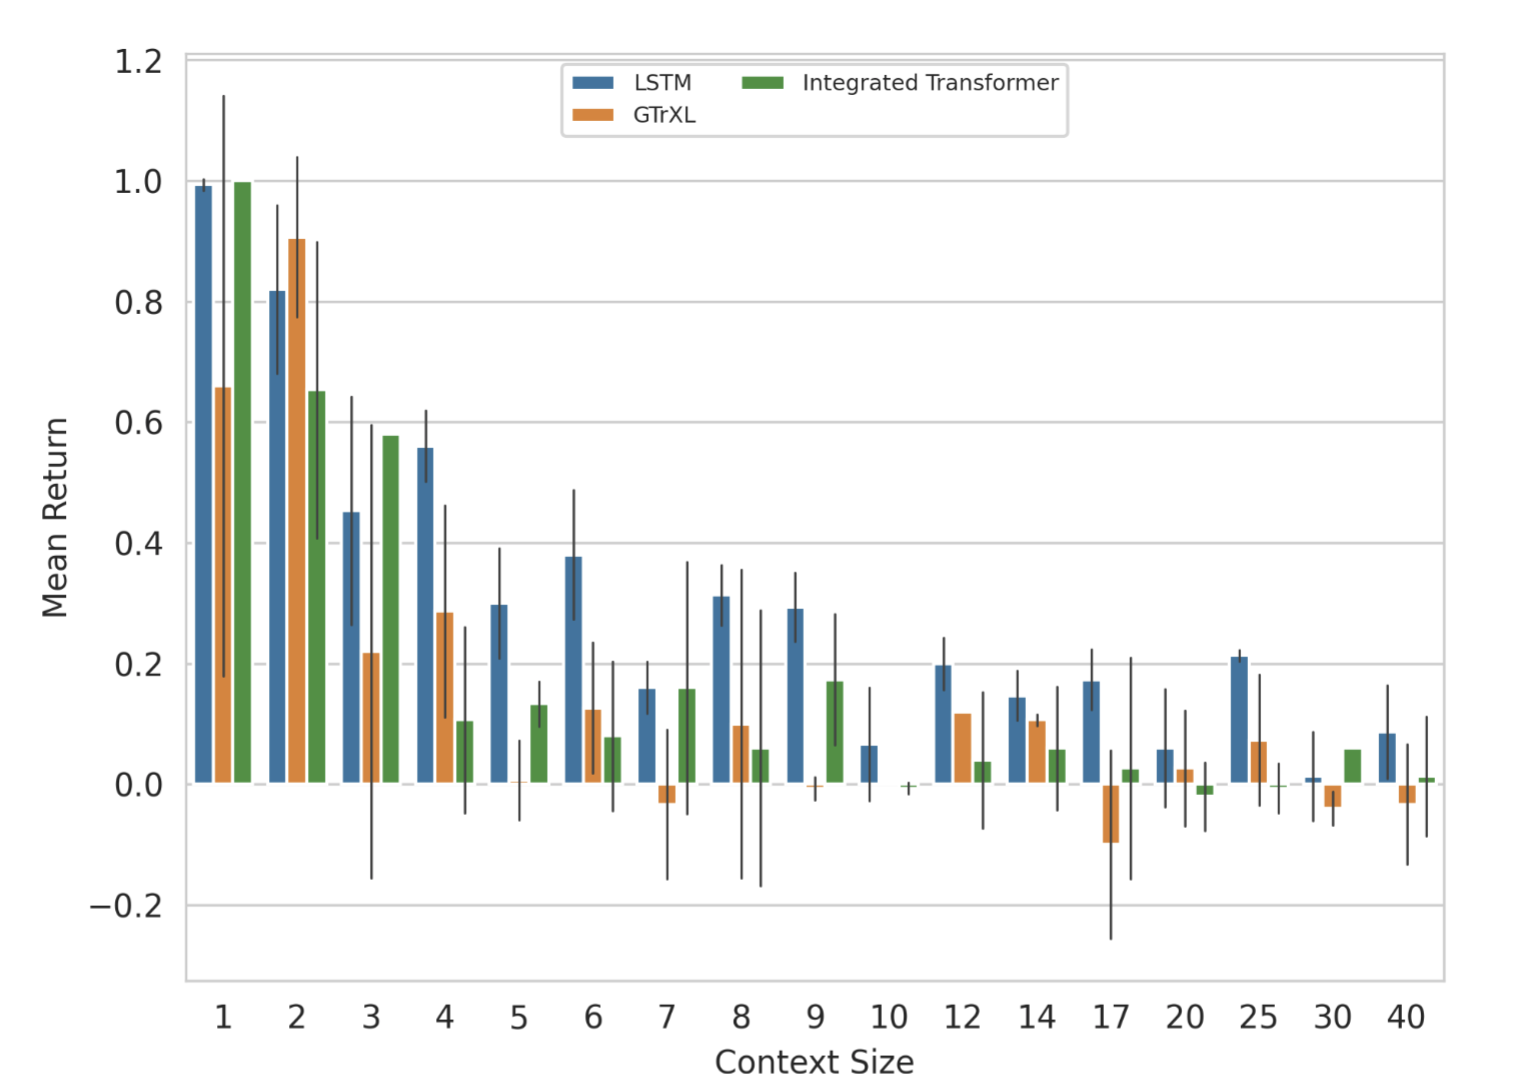 1.2
1.0
0.8
0.6
0.4
0.2
0.0
−0.2
Mean Return
LSTM
GTrXL
Integrated Transformer
1 2 3 4 5 6 7 8 9 10 12 14 17 20 25 30 40
Context Size